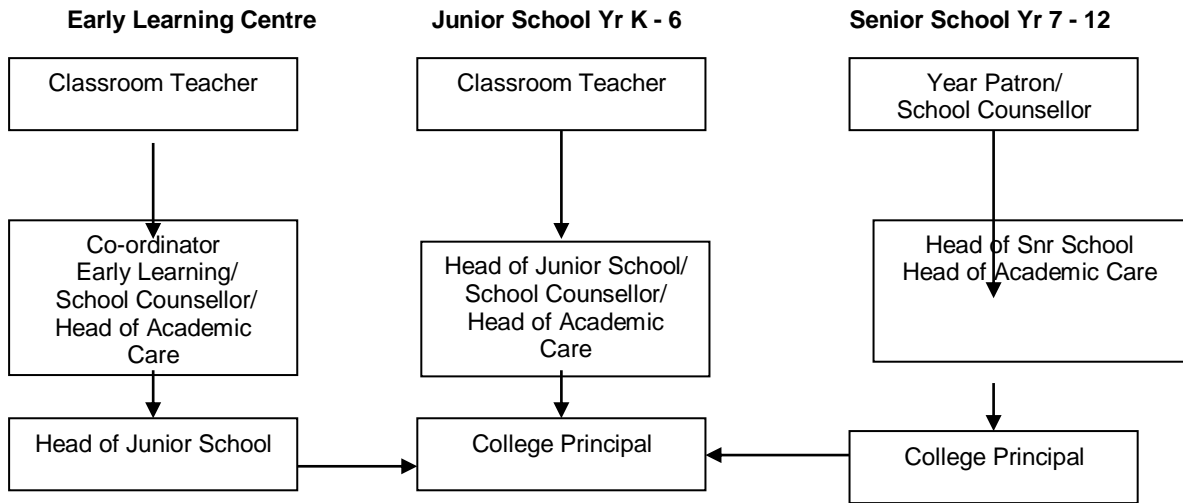 Early Learning Centre
Junior School Yr K - 6
Senior School Yr 7 - 12
Classroom Teacher
Classroom Teacher
Year Patron/
School Counsellor
Co-ordinator
Early Learning/
School Counsellor/
Head of Academic
Care
Head of Junior School/
School Counsellor/
Head of Academic
Care
Head of Snr School
Head of Academic Care
Head of Junior School
College Principal
College Principal